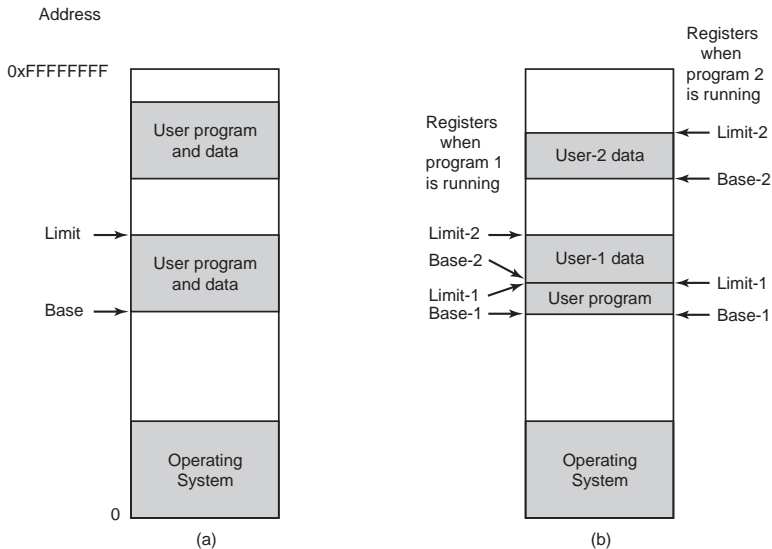 Address
0xFFFFFFFF
User program
and data
Limit
User program
and data
Base
Operating
System
0
(a)
Registers
when
program 2
is running
Registers
when
program 1
is running
Limit-2
User-2 data
Base-2
Limit-2
User-1 data
Base-2
Limit-1
Limit-1
User program
Base-1
Base-1
Operating
System
(b)